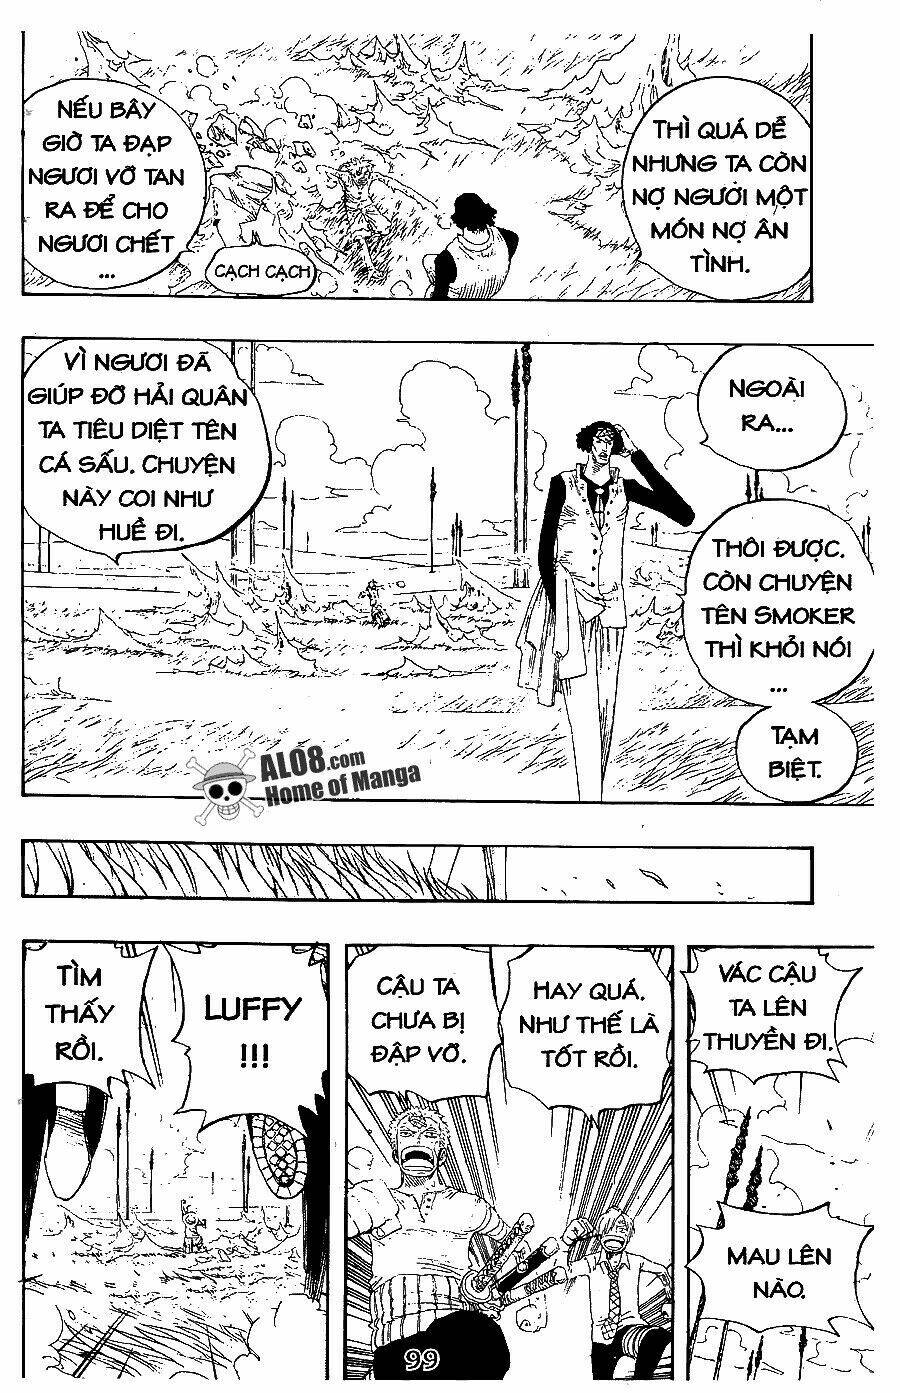 NẾU BÂY
GIỜ TA ĐẠP
NGƯƠI VỠ TAN
RA ĐỂ CHO
NGƯƠI CHẾT
...
CẠCH CẠCH
THÌ QUÁ DỄ
NHƯNG TA CÒN
NỢ NGƯỜI MỘT
MÓN NỢ ÂN
TÌNH.
VÌ NGƯƠI ĐÃ
GIÚP ĐỠ HẢI QUÂN
TA TIÊU DIỆT TÊN
CÁ SẤU. CHUYỆN
NÀY COI NHƯ
HUỀ ĐI.
NGOÀI
RA...
THÔI ĐƯỢC.
CÒN CHUYỆN
TÊN SMOKER
THÌ KHỎI NÓI
...
TẠM
BIỆT.
ALO8.com
Home of Manga
TÌM
THẤY
RỒI.
LUFFY
!!!
CẬU TA
CHƯA BỊ
ĐẬP VỠ.
HAY QUÁ.
NHƯ THẾ LÀ
TỐT RỒI.
VÁC CẬU
TA LÊN
THUYỀN ĐI.
MAU LÊN
NÀO.
99